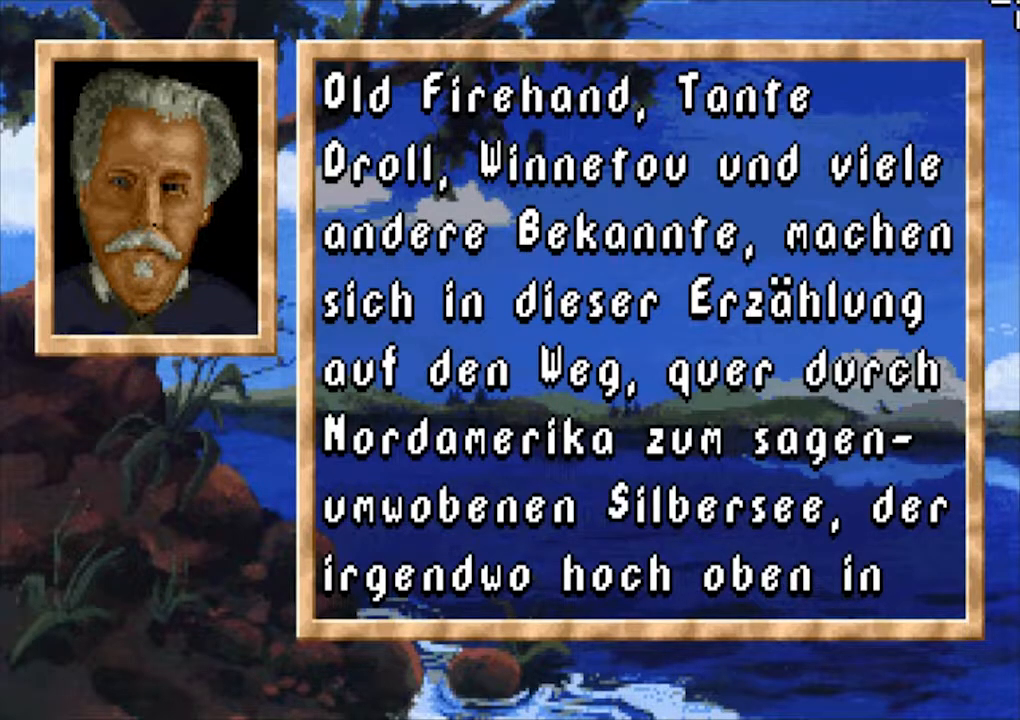 Old Firehand, Tante
Droll, Winnetou und viele
andere Bekannte, machen
sich in dieser Erzählung
auf den Weg, quer durch
Nordamerika zum sagen-
umwobenen Silbersee, der
irgendwo hoch oben in